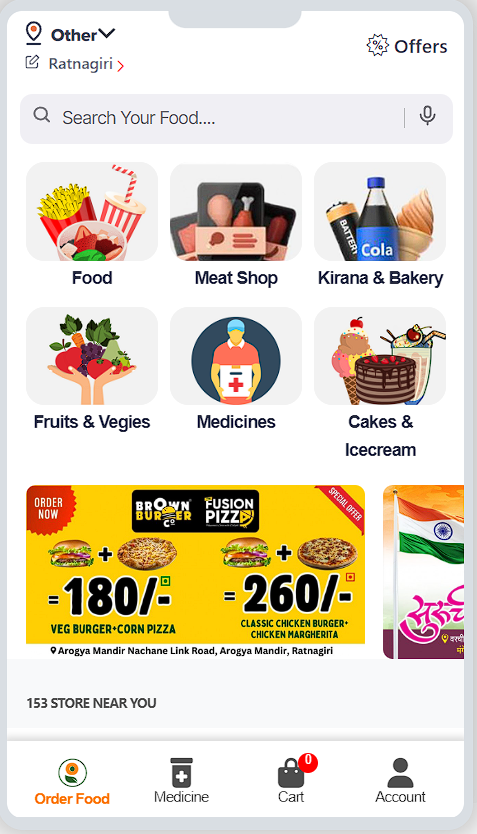 Other
Offers
Ratnagiri
Search Your Food....
BATTERY
Cola
Food
Meat Shop
Kirana & Bakery
Fruits & Vegies
Medicines
Cakes &
Icecream
ORDER
NOW
BROWN
BURGER
CO
FUSION
PIZZ
SPECIAL OFFER
+
+
=180/-
=260/-
VEG BURGER+CORN PIZZA
CLASSIC CHICKEN BURGER+
CHICKEN MARGHERITA
Arogya Mandir Nachane Link Road, Arogya Mandir, Ratnagiri
153 STORE NEAR YOU
0
Order Food
Medicine
Cart
Account